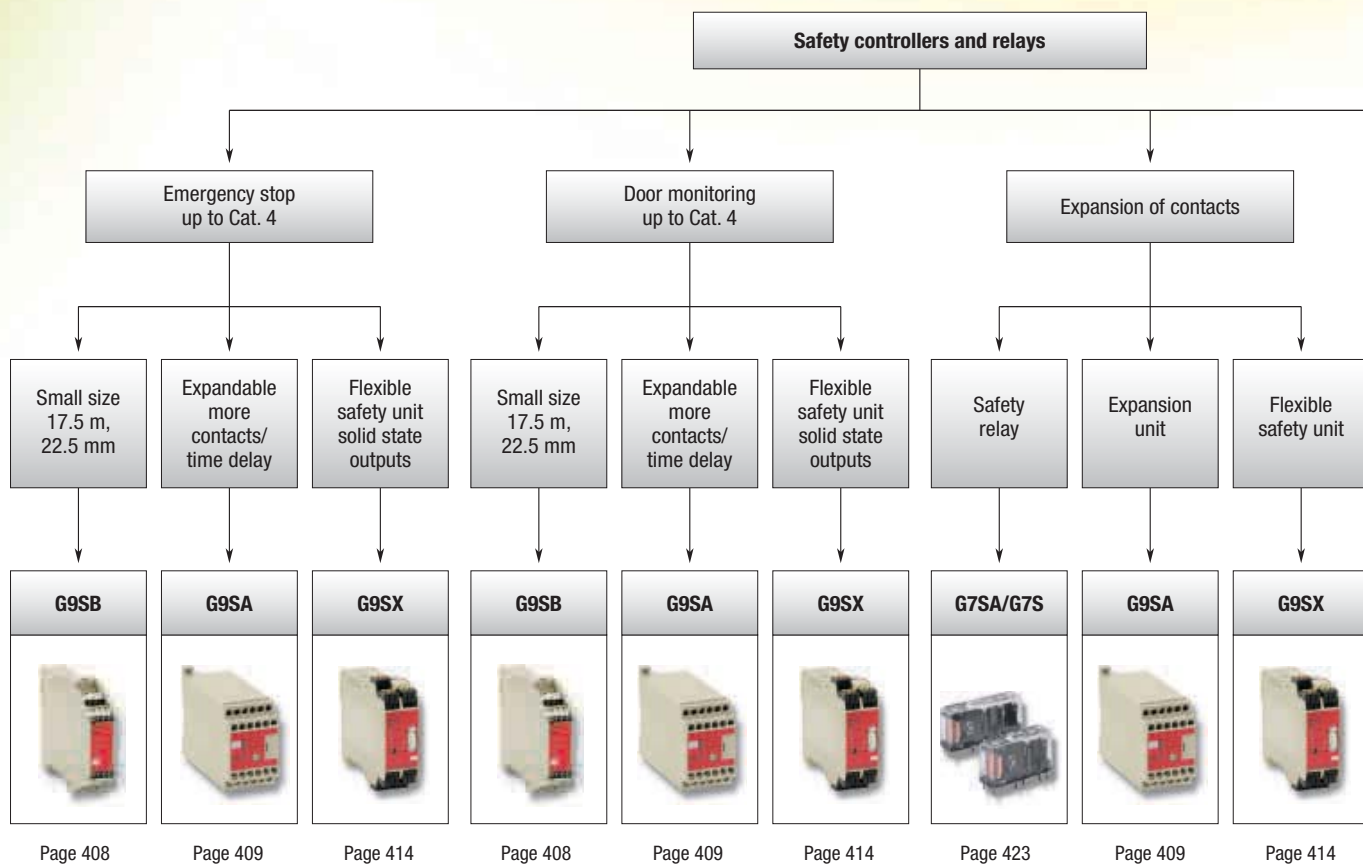 Safety controllers and relays
Emergency stop
up to Cat. 4
Door monitoring
up to Cat. 4
Expansion of contacts
Small size
17.5 m,
22.5 mm
Expandable
more
contacts/
time delay
Flexible
safety unit
solid state
outputs
Small size
17.5 m,
22.5 mm
Expandable
more
contacts/
time delay
Flexible
safety unit
solid state
outputs
Safety
relay
Expansion
unit
Flexible
safety unit
G9SB
G9SA
G9SX
G9SB
G9SA
G9SX
G7SA/G7S
G9SA
G9SX
Page 408
Page 409
Page 414
Page 408
Page 409
Page 414
Page 423
Page 409
Page 414